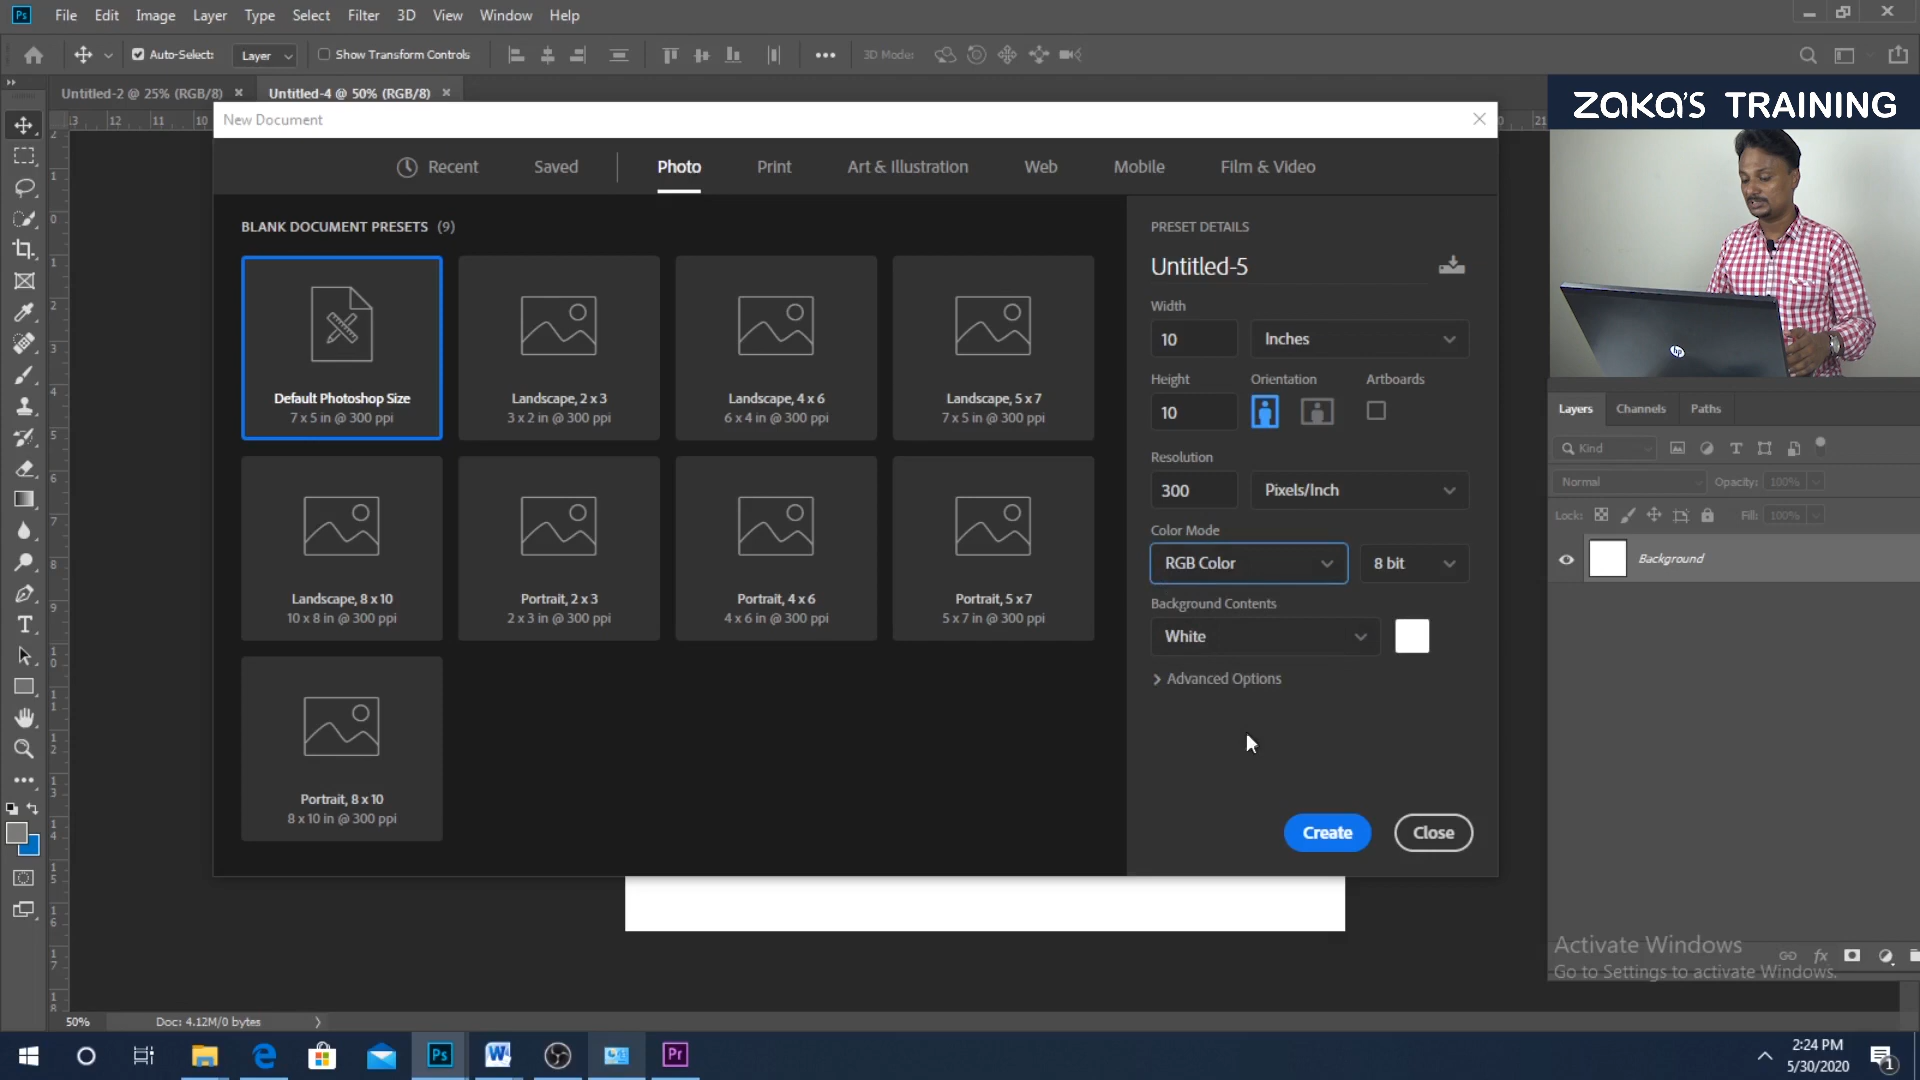 Ps File Edit Image Layer Type Select Filter 3D View Window Help
Auto-Select: Layer Show Transform Controls 3D Mode:
Untitled-2 @ 25% (RGB/8) × Untitled-4 @ 50% (RGB/8) ×
ZAKA'S TRAINING
New Document
Recent Saved Photo Print Art & Illustration Web Mobile Film & Video
BLANK DOCUMENT PRESETS (9)
Default Photoshop Size
7 x 5 in @ 300 ppi
Landscape, 2 x 3
3 x 2 in @ 300 ppi
Landscape, 4 x 6
6 x 4 in @ 300 ppi
Landscape, 5 x 7
7 x 5 in @ 300 ppi
Landscape, 8 x 10
10 x 8 in @ 300 ppi
Portrait, 2 x 3
2 x 3 in @ 300 ppi
Portrait, 4 x 6
4 x 6 in @ 300 ppi
Portrait, 5 x 7
5 x 7 in @ 300 ppi
Portrait, 8 x 10
8 x 10 in @ 300 ppi
PRESET DETAILS
Untitled-5
Width
10 Inches
Height Orientation Artboards
10
Resolution
300 Pixels/Inch
Color Mode
RGB Color 8 bit
Background Contents
White
Advanced Options
Create Close
hp
Layers Channels Paths
Kind
Normal Opacity: 100%
Lock: Fill: 100%
Background
fx
Activate Windows
Go to Settings to activate Windows.
50% Doc: 4.12M/0 bytes
Ps W Pr
2:24 PM
5/30/2020
1